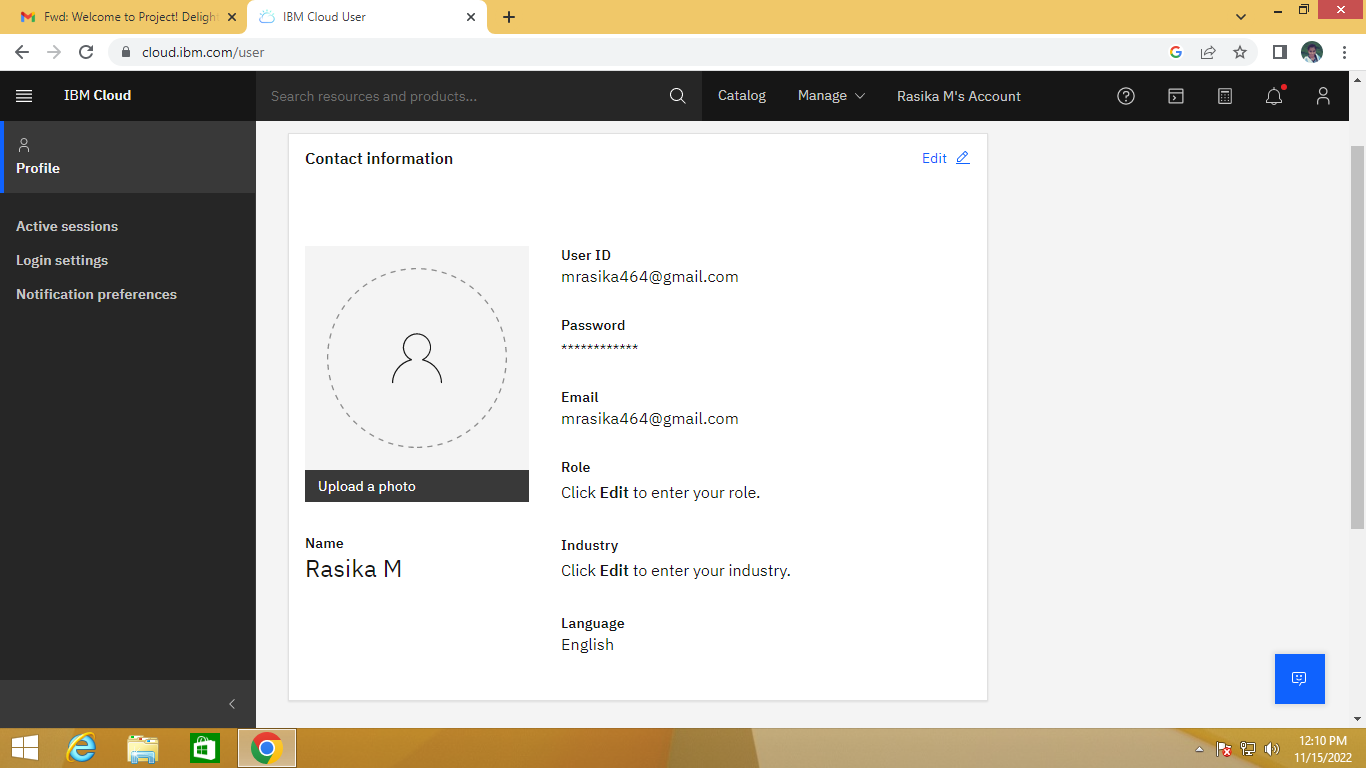 Fwd: Welcome to Project! Deligh
IBM Cloud User
cloud.ibm.com/user
IBM Cloud
Search resources and products...
Catalog
Manage
Rasika M's Account
Profile
Active sessions
Login settings
Notification preferences
Contact information
Edit
Upload a photo
Name
Rasika M
User ID
mrasika464@gmail.com
Password
************
Email
mrasika464@gmail.com
Role
Click Edit to enter your role.
Industry
Click Edit to enter your industry.
Language
English
12:10 PM
11/15/2022